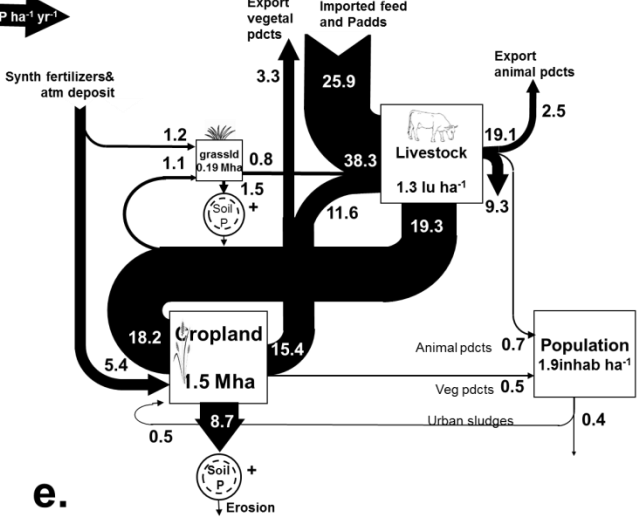 P ha⁻¹ yr⁻¹
Export
vegetal
pdcts
Imported feed
and Padds
Synth fertilizers&
atm deposit
3.3
25.9
Export
animal pdcts
2.5
1.2
1.1
grassld
0.19 Mha
0.8
38.3
Livestock
1.3 lu ha⁻¹
19.1
1.5
Soil
P
+
11.6
19.3
9.3
18.2
Cropland
1.5 Mha
15.4
5.4
Animal pdcts
0.7
Population
1.9inhab ha⁻¹
Veg pdcts
0.5
Urban sludges
0.4
0.5
8.7
Soil
P
+
Erosion
e.